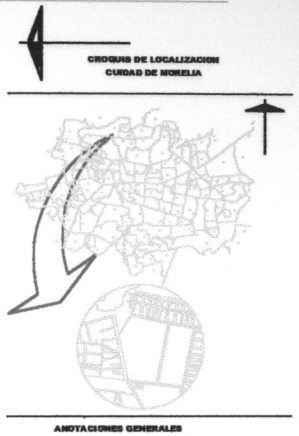 CROQUIS DE LOCALIZACION
CUIDAD DE MORELIA
ANOTACIONES GENERALES